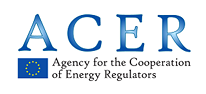 ACER
Agency for the Cooperation
of Energy Regulators